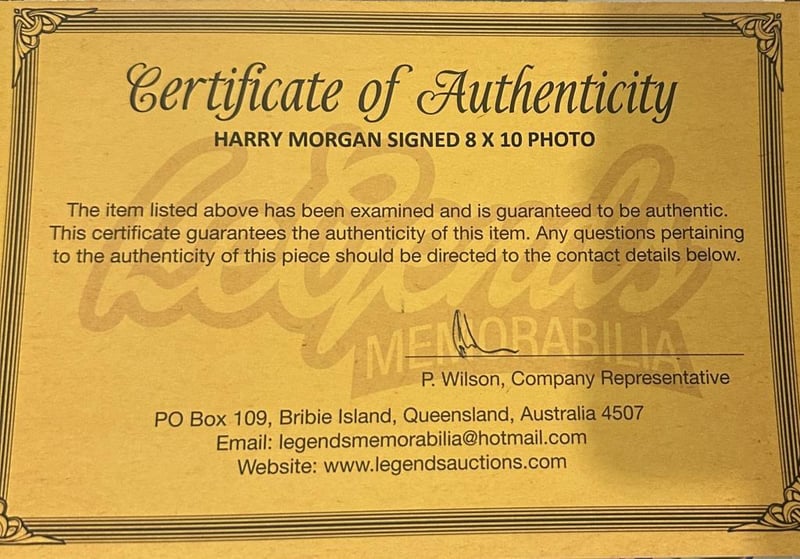 Certificate of Authenticity
HARRY MORGAN SIGNED 8 X 10 PHOTO
Legends
MEMORABILIA
The item listed above has been examined and is guaranteed to be authentic.
This certificate guarantees the authenticity of this item. Any questions pertaining
to the authenticity of this piece should be directed to the contact details below.
P. Wilson, Company Representative
PO Box 109, Bribie Island, Queensland, Australia 4507
Email: legendsmemorabilia@hotmail.com
Website: www.legendsauctions.com